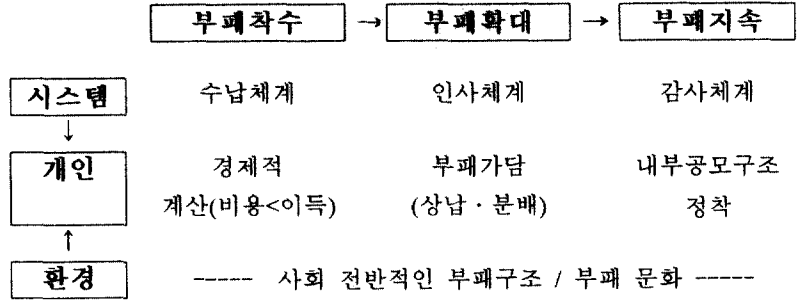 부패착수 → 부패확대 → 부패지속
시스템 수납체계 인사체계 감사체계
↓
개인 경제적 부패가담 내부공모구조
계산(비용<이득) (상납·분배) 정착
↑
환경 ----- 사회 전반적인 부패구조 / 부패 문화 -----